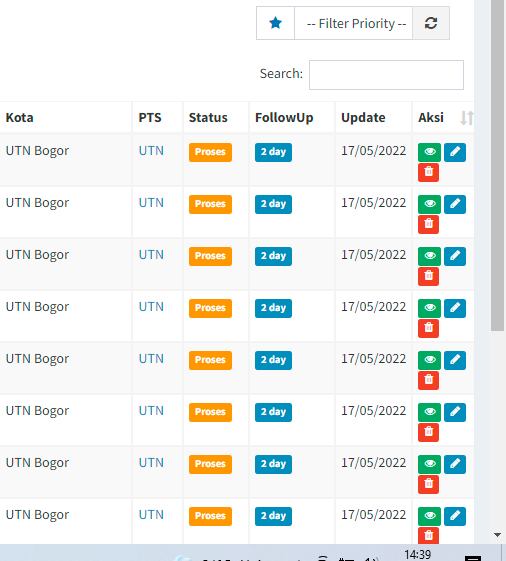 -- Filter Priority --
Search:
Kota PTS Status FollowUp Update Aksi
UTN Bogor UTN Proses 2 day 17/05/2022
UTN Bogor UTN Proses 2 day 17/05/2022
UTN Bogor UTN Proses 2 day 17/05/2022
UTN Bogor UTN Proses 2 day 17/05/2022
UTN Bogor UTN Proses 2 day 17/05/2022
UTN Bogor UTN Proses 2 day 17/05/2022
UTN Bogor UTN Proses 2 day 17/05/2022
UTN Bogor UTN Proses 2 day 17/05/2022
14:39